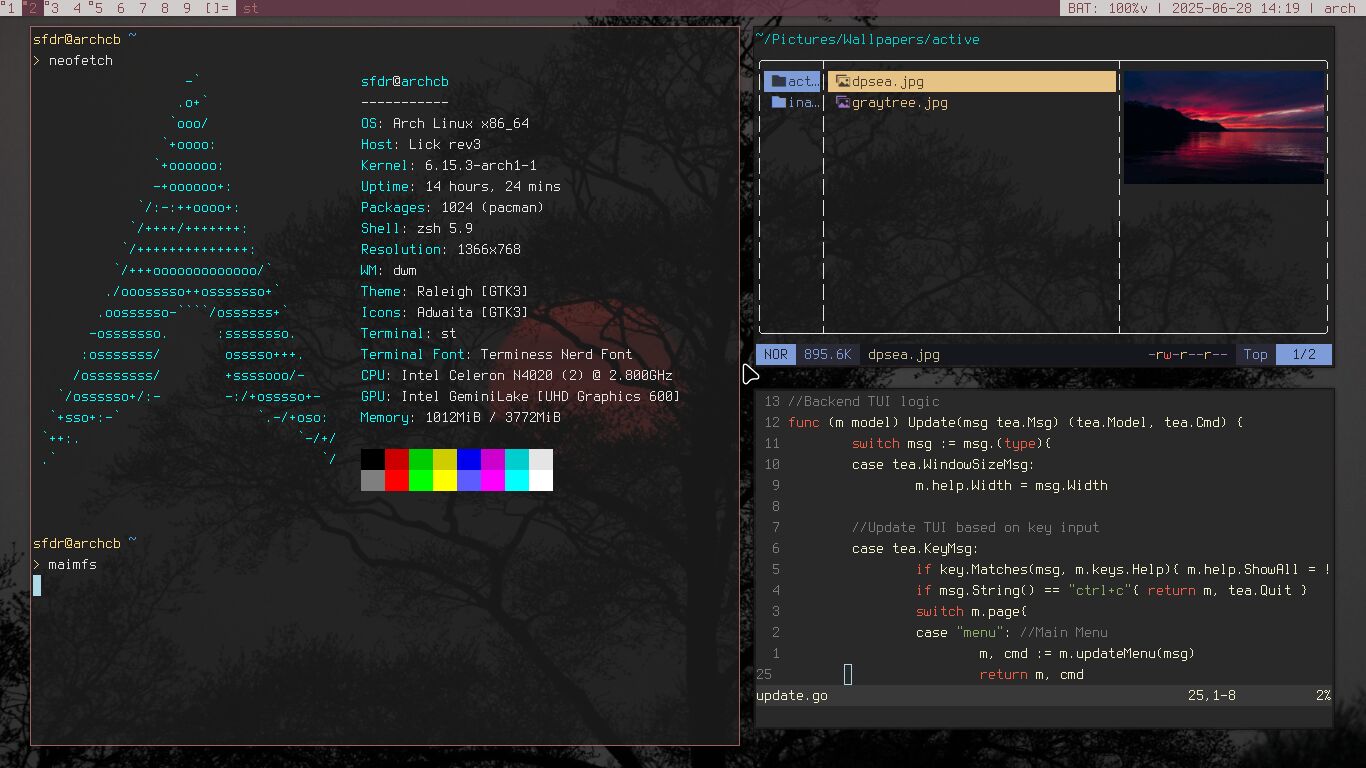 1 2 3 4 5 6 7 8 9 []= st BAT: 100%v | 2025-06-28 14:19 | arch
sfdr@archcb ~
> neofetch
-`
.o+`
`ooo/
`+oooo:
`+oooooo:
-+oooooo+:
`/:-:++oooo+:
`/++++/+++++++:
`/++++++++++++++:
`/+++ooooooooooooo/`
./ooosssso++osssssso+`
.oossssso-````/ossssss+`
-osssssso. :ssssssso.
:osssssss/ osssso+++.
/ossssssss/ +ssssooo/-
`/ossssso+/:- -:/+osssso+-
`+sso+:-` `.-/+oso:
`++:. `-/+/
.` `/
sfdr@archcb
-----------
OS: Arch Linux x86_64
Host: Lick rev3
Kernel: 6.15.3-arch1-1
Uptime: 14 hours, 24 mins
Packages: 1024 (pacman)
Shell: zsh 5.9
Resolution: 1366x768
WM: dwm
Theme: Raleigh [GTK3]
Icons: Adwaita [GTK3]
Terminal: st
Terminal Font: Terminess Nerd Font
CPU: Intel Celeron N4020 (2) @ 2.800GHz
GPU: Intel GeminiLake [UHD Graphics 600]
Memory: 1012MiB / 3772MiB
sfdr@archcb ~
> maimfs
~/Pictures/Wallpapers/active
act… dpsea.jpg
ina… graytree.jpg
NOR 895.6K dpsea.jpg -rw-r--r-- Top 1/2
13 //Backend TUI logic
12 func (m model) Update(msg tea.Msg) (tea.Model, tea.Cmd) {
11 switch msg := msg.(type){
10 case tea.WindowSizeMsg:
9 m.help.Width = msg.Width
8
7 //Update TUI based on key input
6 case tea.KeyMsg:
5 if key.Matches(msg, m.keys.Help){ m.help.ShowAll = !
4 if msg.String() == "ctrl+c"{ return m, tea.Quit }
3 switch m.page{
2 case "menu": //Main Menu
1 m, cmd := m.updateMenu(msg)
25 return m, cmd
update.go 25,1-8 2%